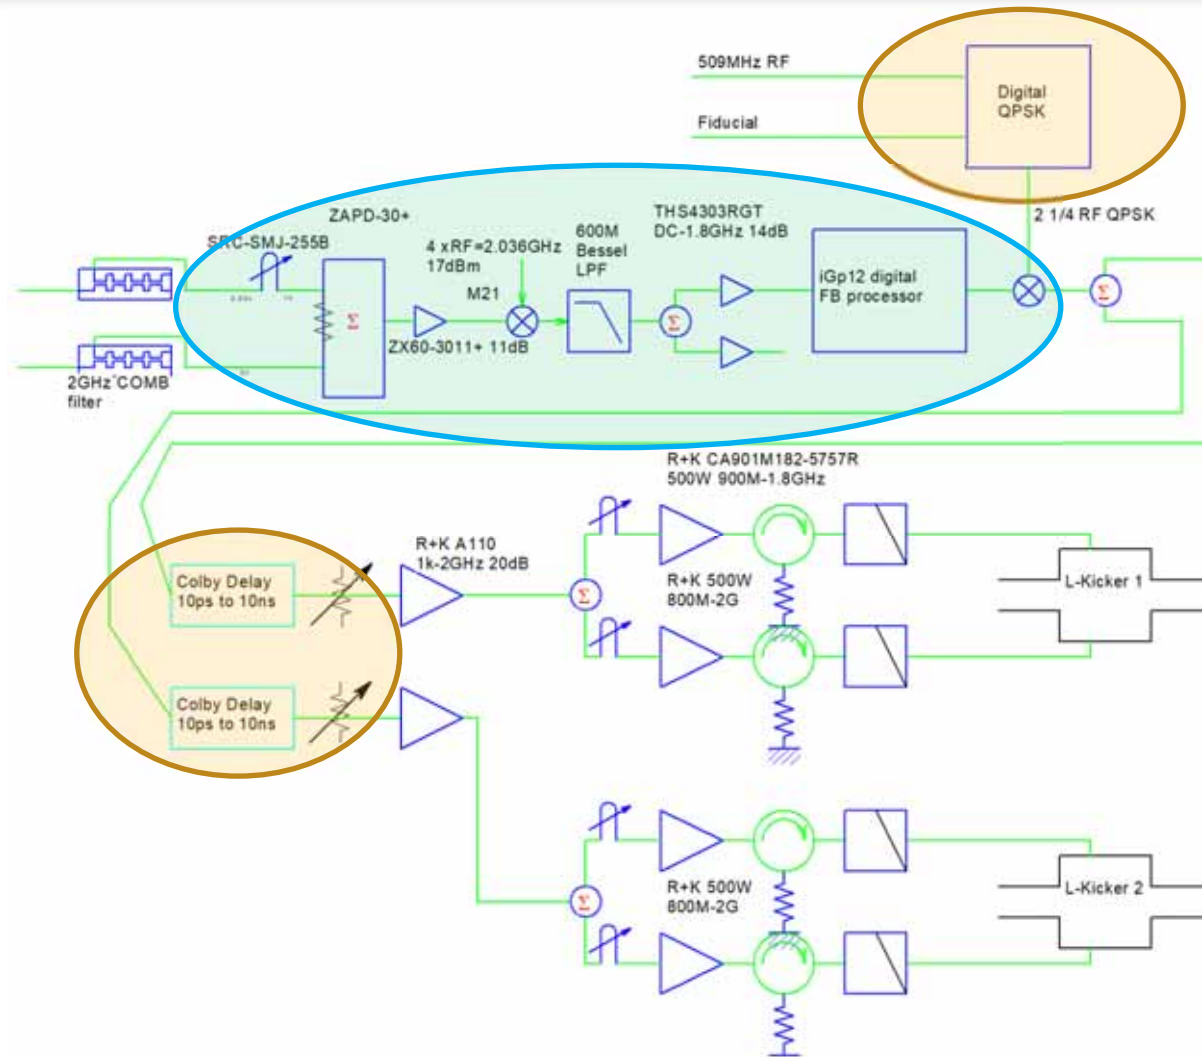 509MHz RF
Digital
QPSK
Fiducial
2 1/4 RF QPSK
ZAPD-30+
SRC-SMJ-255B
4 xRF=2.036GHz
17dBm
M21
600M
Bessel
LPF
THS4303RGT
DC-1.8GHz 14dB
iGp12 digital
FB processor
Σ
Σ
Σ
ZX60-3011+ 11dB
2GHz COMB
filter
R+K CA901M182-5757R
500W 900M-1.8GHz
R+K A110
1k-2GHz 20dB
Colby Delay
10ps to 10ns
Σ
R+K 500W
800M-2G
L-Kicker 1
Colby Delay
10ps to 10ns
Σ
R+K 500W
800M-2G
L-Kicker 2